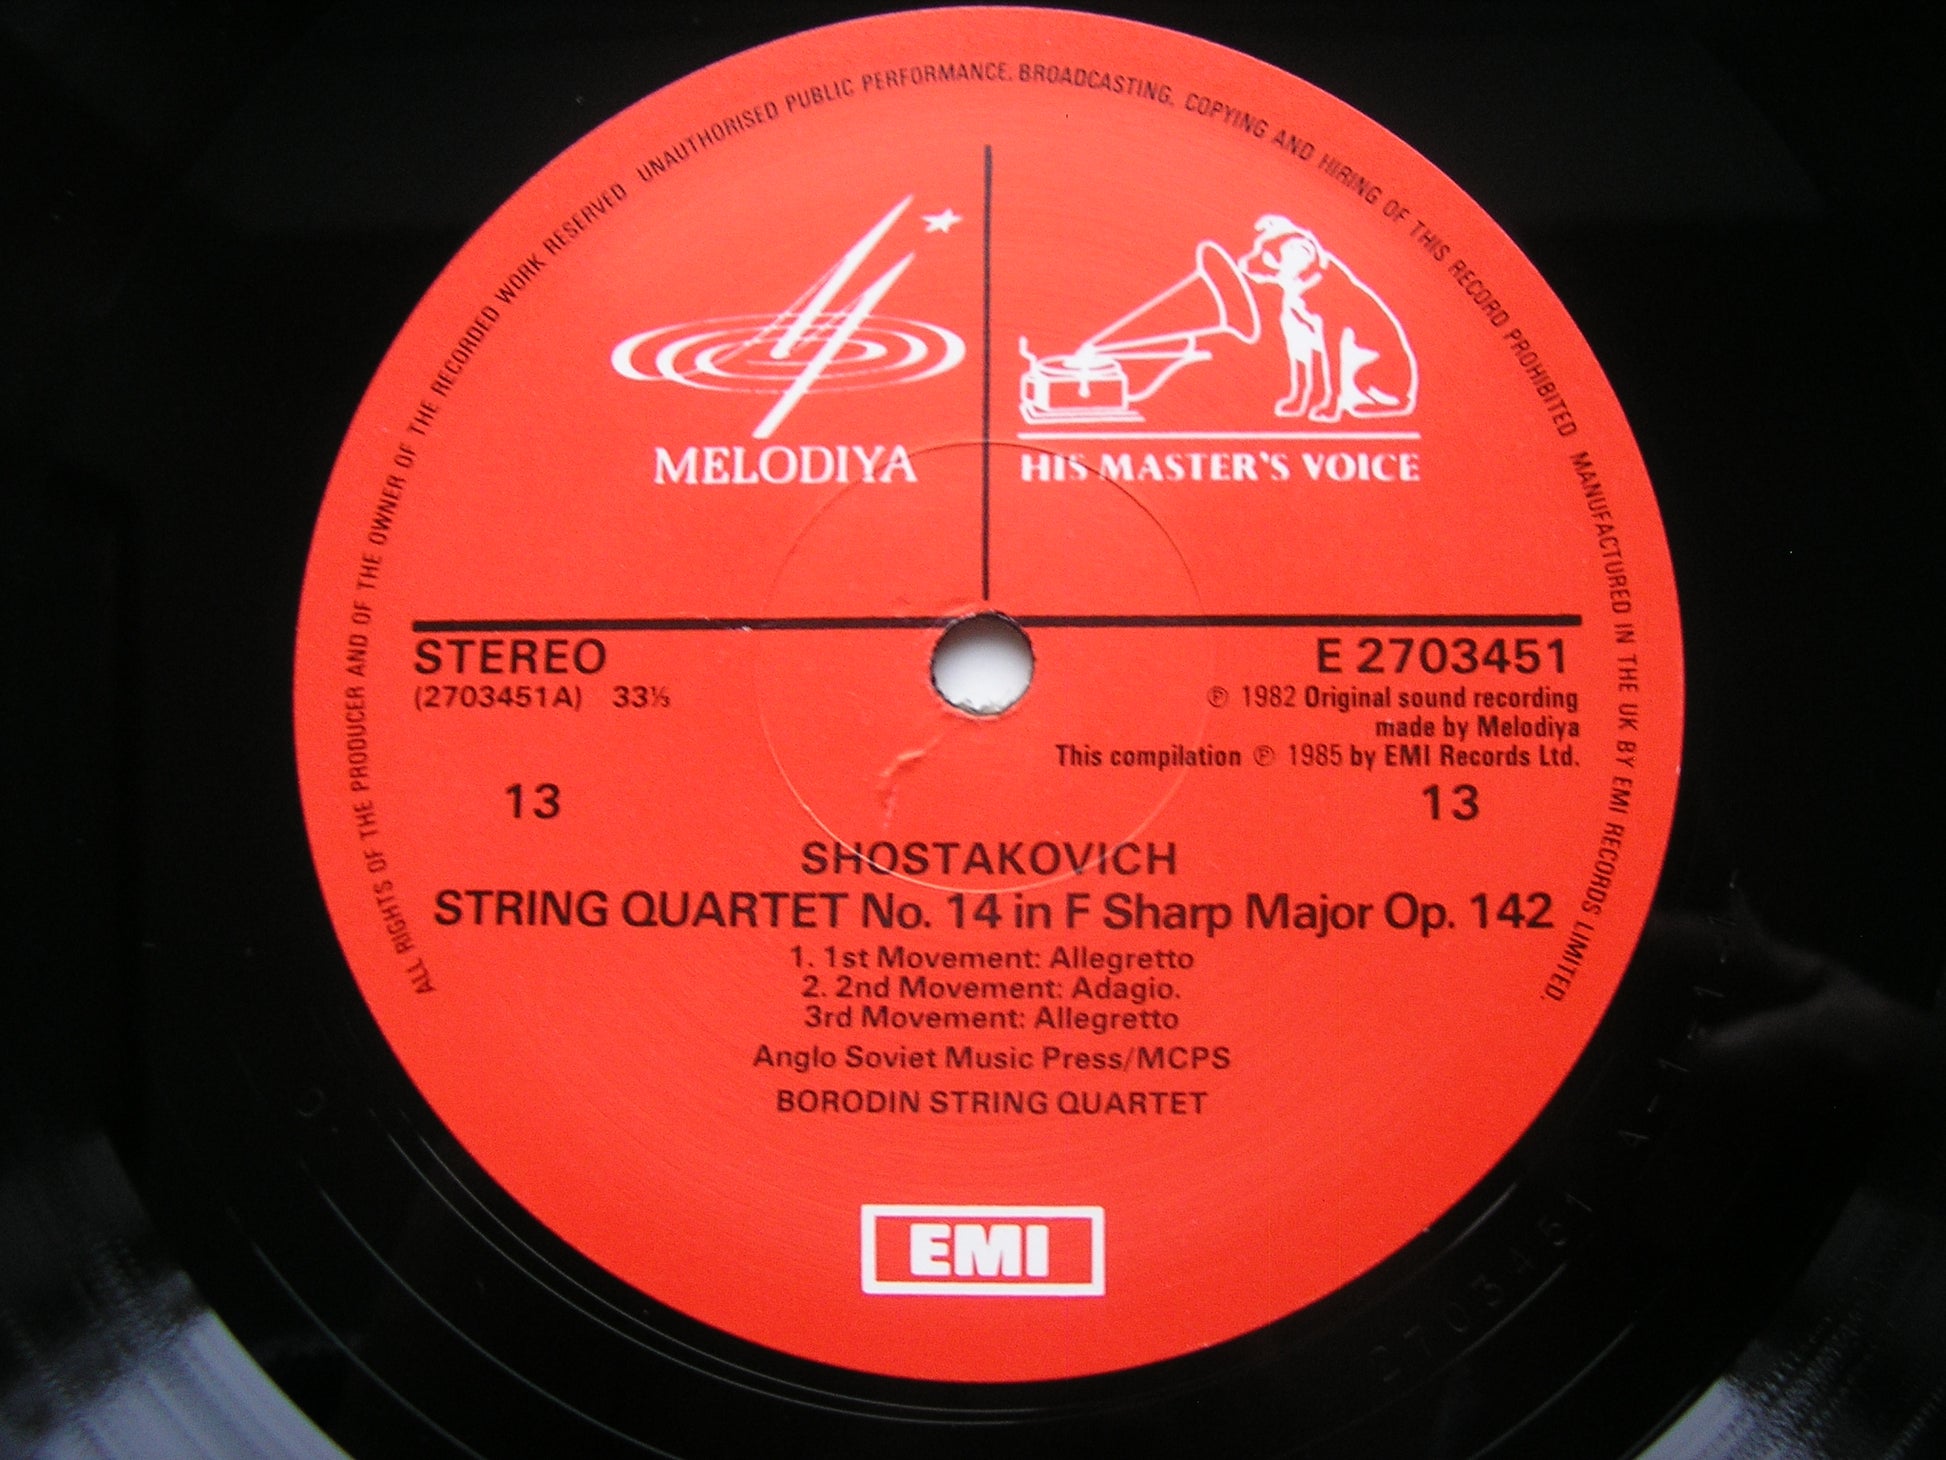 ALL RIGHTS OF THE PRODUCER AND OF THE OWNER OF THE RECORDED WORK RESERVED UNAUTHORISED PUBLIC PERFORMANCE. BROADCASTING. COPYING AND HIRING OF THIS RECORD PROHIBITED MANUFACTURED IN THE UK BY EMI RECORDS LIMITED.
MELODIYA
HIS MASTER'S VOICE
STEREO
E 2703451
(2703451A) 33⅓
℗ 1982 Original sound recording
made by Melodiya
This compilation ℗ 1985 by EMI Records Ltd.
13
13
SHOSTAKOVICH
STRING QUARTET No. 14 in F Sharp Major Op. 142
1. 1st Movement: Allegretto
2. 2nd Movement: Adagio.
3rd Movement: Allegretto
Anglo Soviet Music Press/MCPS
BORODIN STRING QUARTET
EMI
2703451 A-1-1